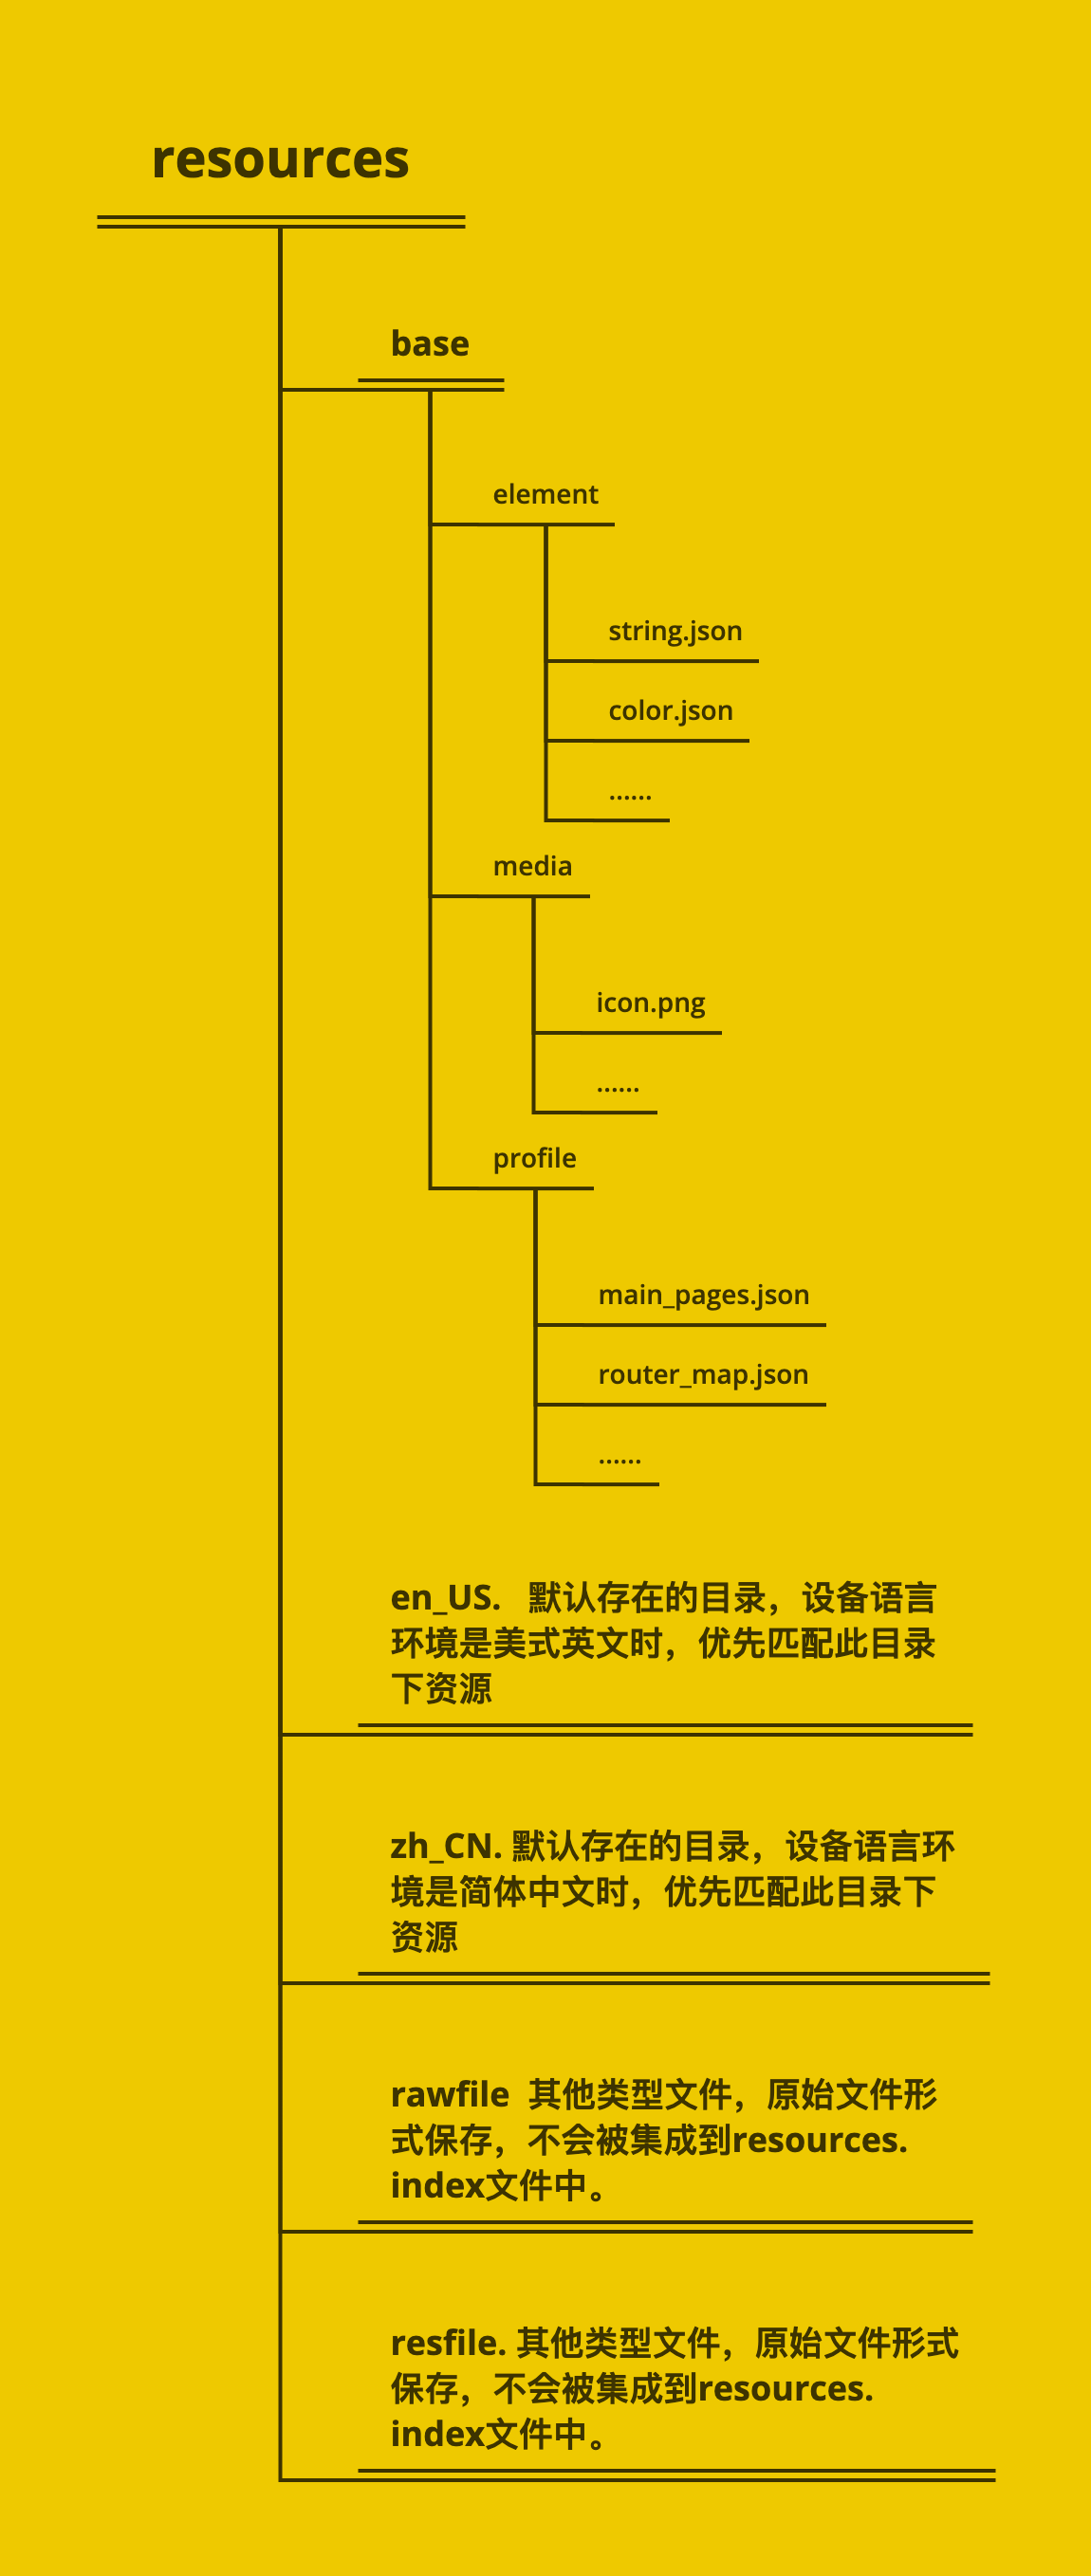 resources
base
element
string.json
color.json
......
media
icon.png
......
profile
main_pages.json
router_map.json
......
en_US.   默认存在的目录，设备语言
环境是美式英文时，优先匹配此目录
下资源
zh_CN. 默认存在的目录，设备语言环
境是简体中文时，优先匹配此目录下
资源
rawfile  其他类型文件，原始文件形
式保存，不会被集成到resources.
index文件中。
resfile. 其他类型文件，原始文件形式
保存，不会被集成到resources.
index文件中。